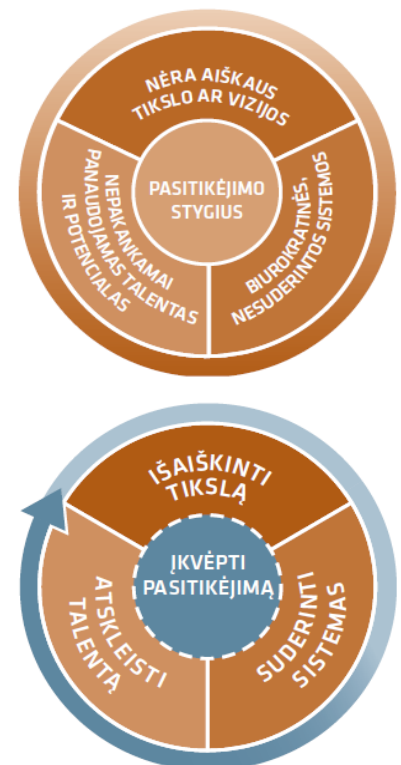 NĖRA AIŠKAUS
TIKSLO AR VIZIJOS
PASITIKĖJIMO
STYGIUS
BIUROKRATINĖS,
NESUDERINTOS SISTEMOS
NEPAKANKAMAI
PANAUDOJAMAS TALENTAS
IR POTENCIALAS
IŠAIŠKINTI
TIKSLĄ
ĮKVĖPTI
PASITIKĖJIMĄ
SUDERINTI
SISTEMAS
ATSKLEISTI
TALENTĄ